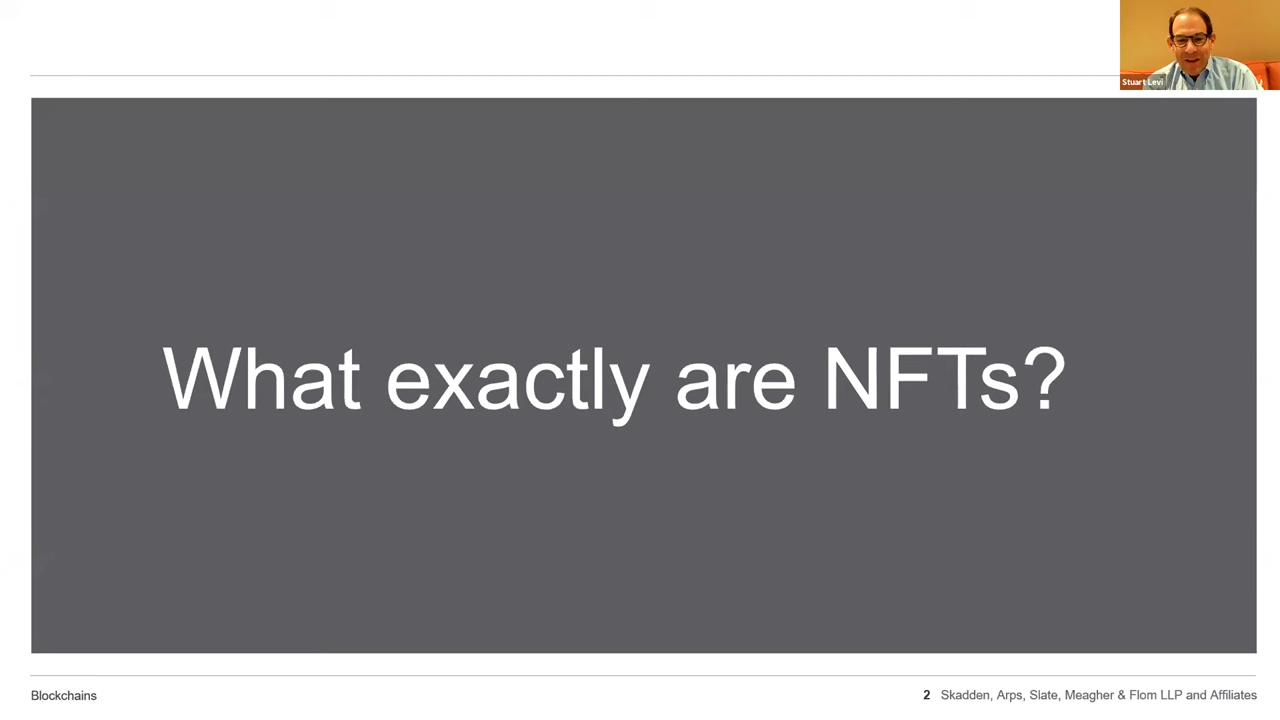 Stuart Levi
What exactly are NFTs?
Blockchains
2 Skadden, Arps, Slate, Meagher & Flom LLP and Affiliates